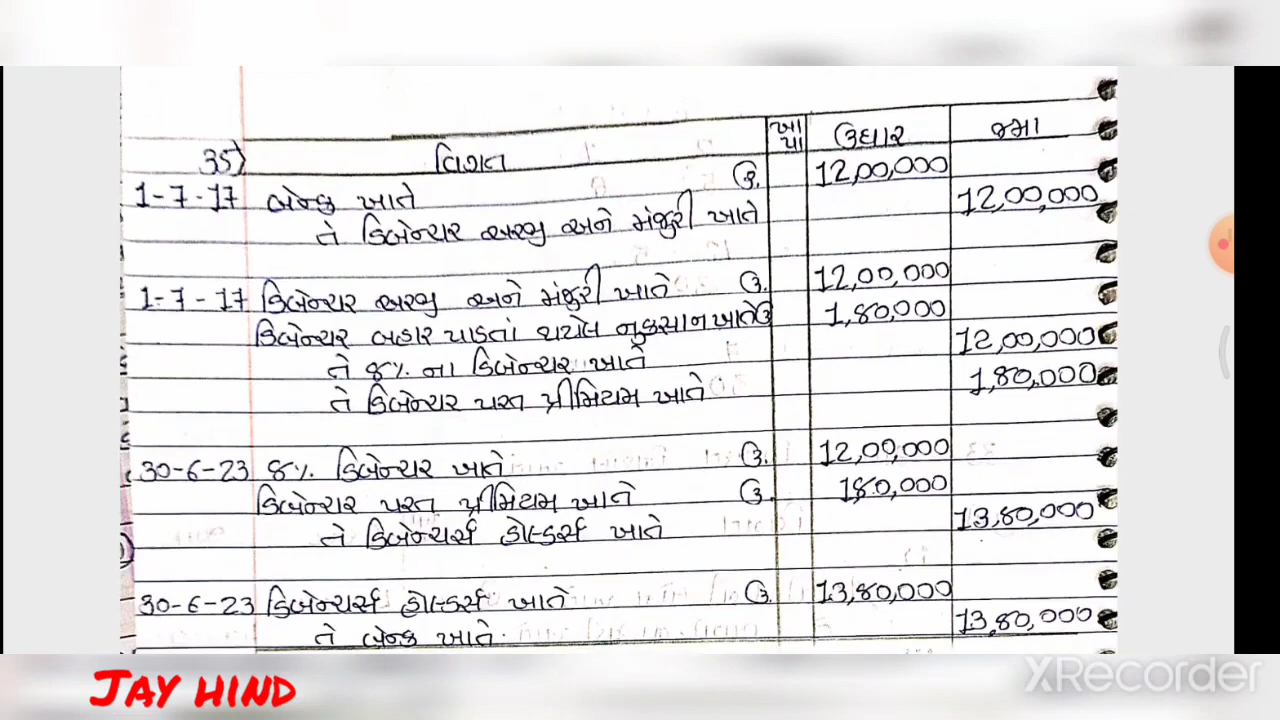 35) વિગત ખા પા ઉધાર જમા
1-7-17 બેન્ક ખાતે ઉ. 12,00,000
તે ડિબેન્ચર અરજી અને મંજુરી ખાતે 12,00,000
1-7-17 ડિબેન્ચર અરજી અને મંજુરી ખાતે ઉ. 12,00,000
ડિબેન્ચર બહાર પાડતાં થયેલ નુકસાન ખાતે ઉ 1,80,000
તે 8% ના ડિબેન્ચર ખાતે 12,00,000
તે ડિબેન્ચર પરત પ્રીમિયમ ખાતે 1,80,000
30-6-23 8% ડિબેન્ચર ખાતે ઉ. 12,00,000
ડિબેન્ચર પરત પ્રીમિયમ ખાતે ઉ. 180,000
તે ડિબેન્ચર્સ હોલ્ડર્સ ખાતે 13,80,000
30-6-23 ડિબેન્ચર્સ હોલ્ડર્સ ખાતે ઉ. 13,80,000
તે બેન્ક ખાતે. 13,80,000
JAY HIND
XRecorder